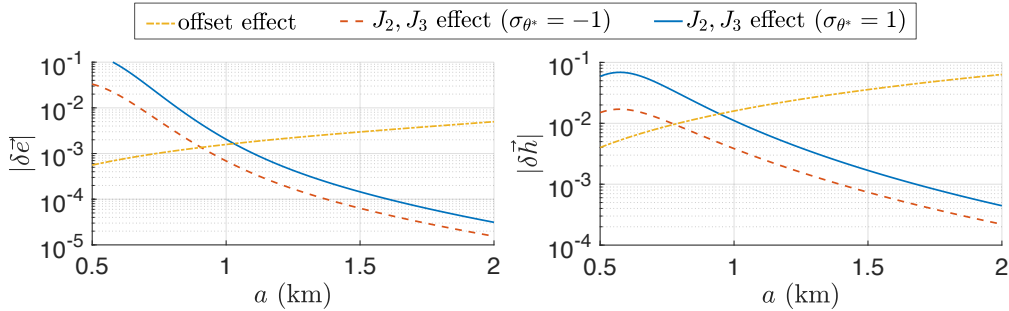 offset effect J₂, J₃ effect (σ_θ* = −1) J₂, J₃ effect (σ_θ* = 1)
|δe⃗|
10⁻¹
10⁻²
10⁻³
10⁻⁴
10⁻⁵
0.5 1 1.5 2
a (km)
|δh⃗|
10⁻¹
10⁻²
10⁻³
10⁻⁴
0.5 1 1.5 2
a (km)